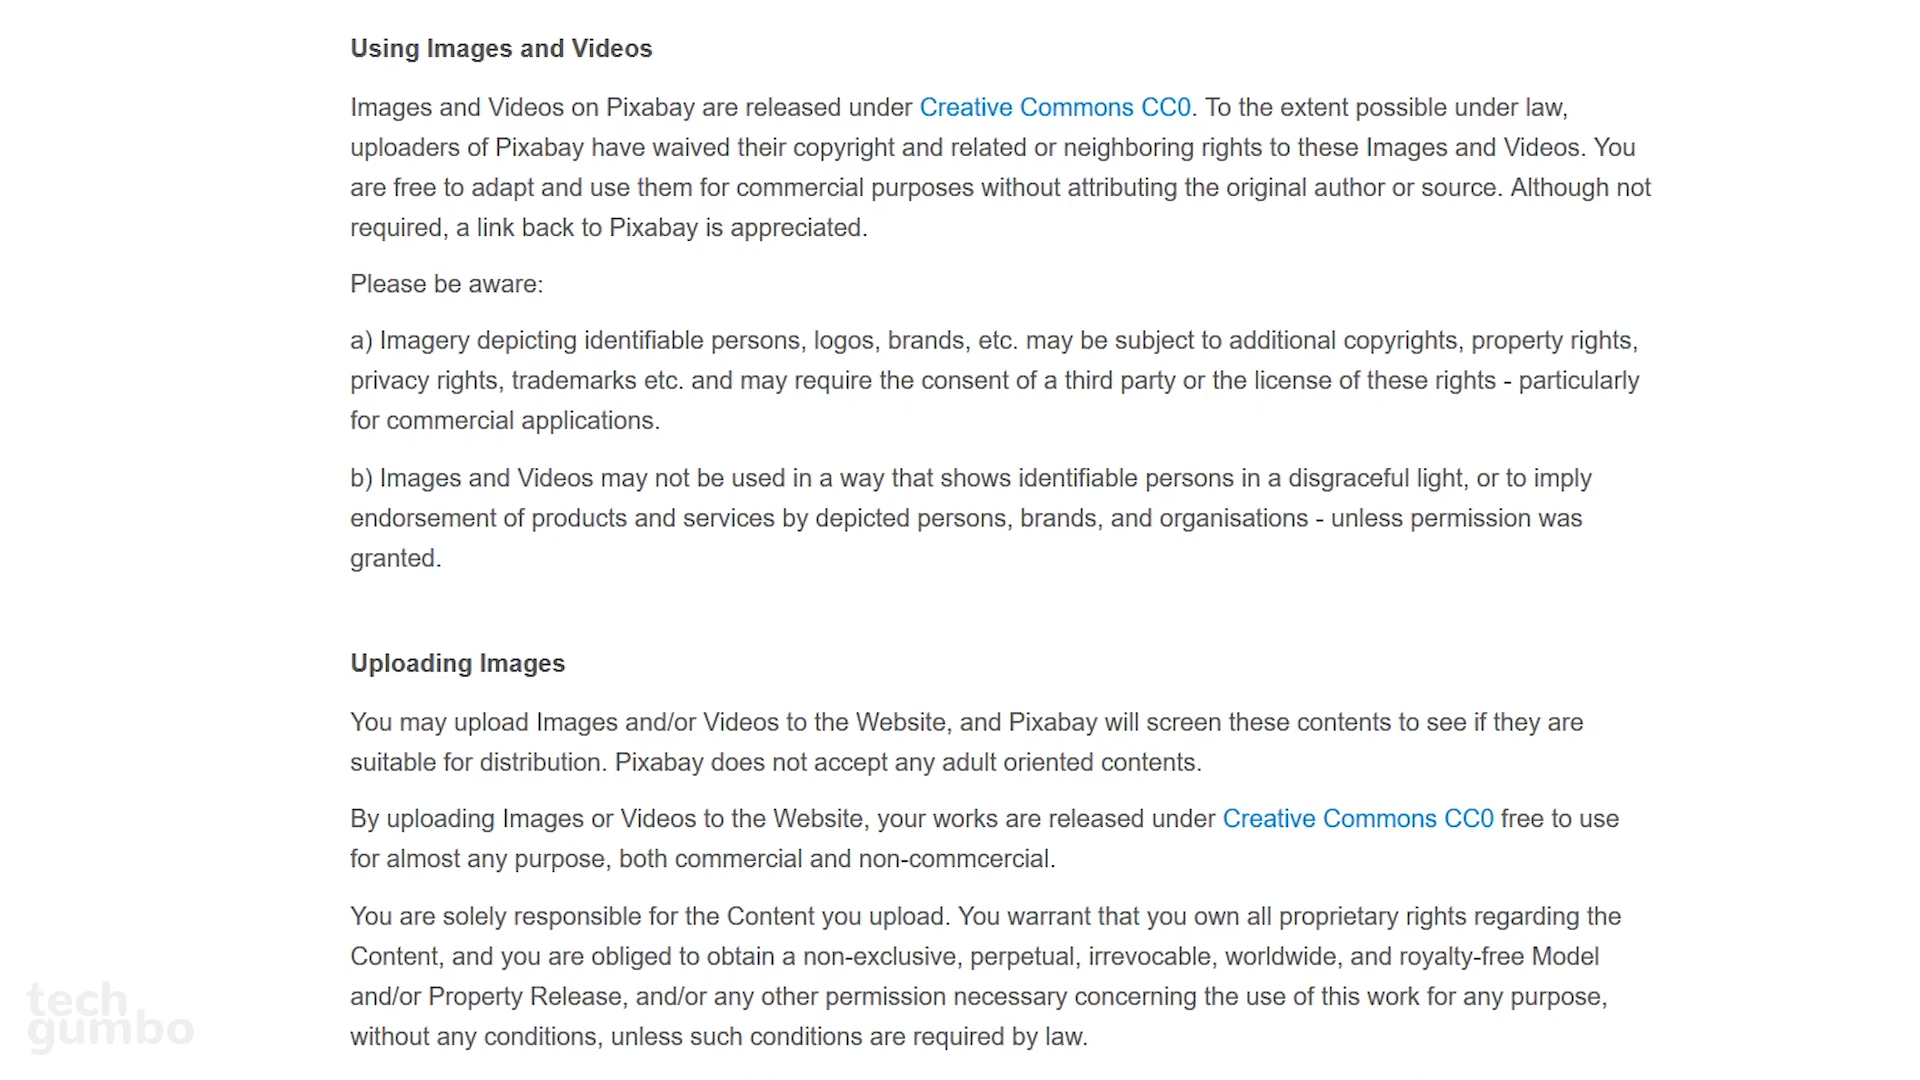 Using Images and Videos
Images and Videos on Pixabay are released under Creative Commons CC0. To the extent possible under law,
uploaders of Pixabay have waived their copyright and related or neighboring rights to these Images and Videos. You
are free to adapt and use them for commercial purposes without attributing the original author or source. Although not
required, a link back to Pixabay is appreciated.
Please be aware:
a) Imagery depicting identifiable persons, logos, brands, etc. may be subject to additional copyrights, property rights,
privacy rights, trademarks etc. and may require the consent of a third party or the license of these rights - particularly
for commercial applications.
b) Images and Videos may not be used in a way that shows identifiable persons in a disgraceful light, or to imply
endorsement of products and services by depicted persons, brands, and organisations - unless permission was
granted.
Uploading Images
You may upload Images and/or Videos to the Website, and Pixabay will screen these contents to see if they are
suitable for distribution. Pixabay does not accept any adult oriented contents.
By uploading Images or Videos to the Website, your works are released under Creative Commons CC0 free to use
for almost any purpose, both commercial and non-commcercial.
You are solely responsible for the Content you upload. You warrant that you own all proprietary rights regarding the
Content, and you are obliged to obtain a non-exclusive, perpetual, irrevocable, worldwide, and royalty-free Model
and/or Property Release, and/or any other permission necessary concerning the use of this work for any purpose,
without any conditions, unless such conditions are required by law.
tech
gumbo